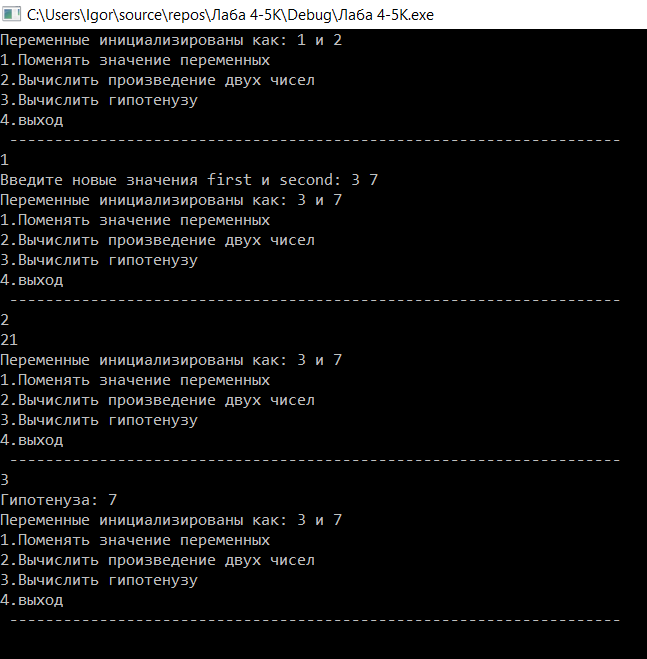 C:\Users\Igor\source\repos\Лаба 4-5К\Debug\Лаба 4-5К.exe
Переменные инициализированы как: 1 и 2
1.Поменять значение переменных
2.Вычислить произведение двух чисел
3.Вычислить гипотенузу
4.выход
--------------------------------------------------------------------
1
Введите новые значения first и second: 3 7
Переменные инициализированы как: 3 и 7
1.Поменять значение переменных
2.Вычислить произведение двух чисел
3.Вычислить гипотенузу
4.выход
--------------------------------------------------------------------
2
21
Переменные инициализированы как: 3 и 7
1.Поменять значение переменных
2.Вычислить произведение двух чисел
3.Вычислить гипотенузу
4.выход
--------------------------------------------------------------------
3
Гипотенуза: 7
Переменные инициализированы как: 3 и 7
1.Поменять значение переменных
2.Вычислить произведение двух чисел
3.Вычислить гипотенузу
4.выход
--------------------------------------------------------------------